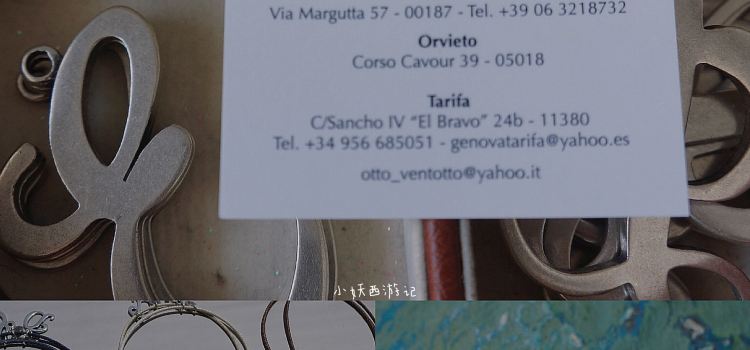 Via Margutta 57 - 00187 - Tel. +39 06 3218732
Orvieto
Corso Cavour 39 - 05018
Tarifa
C/Sancho IV “El Bravo” 24b - 11380
Tel. +34 956 685051 - genovatarifa@yahoo.es
otto_ventotto@yahoo.it
小妖西游记